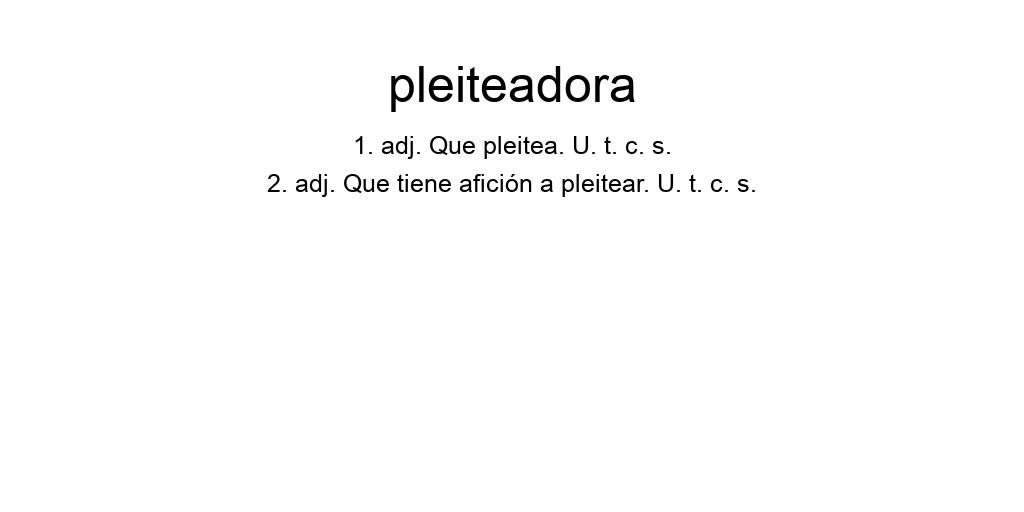 pleiteadora
1. adj. Que pleitea. U. t. c. s.
2. adj. Que tiene afición a pleitear. U. t. c. s.